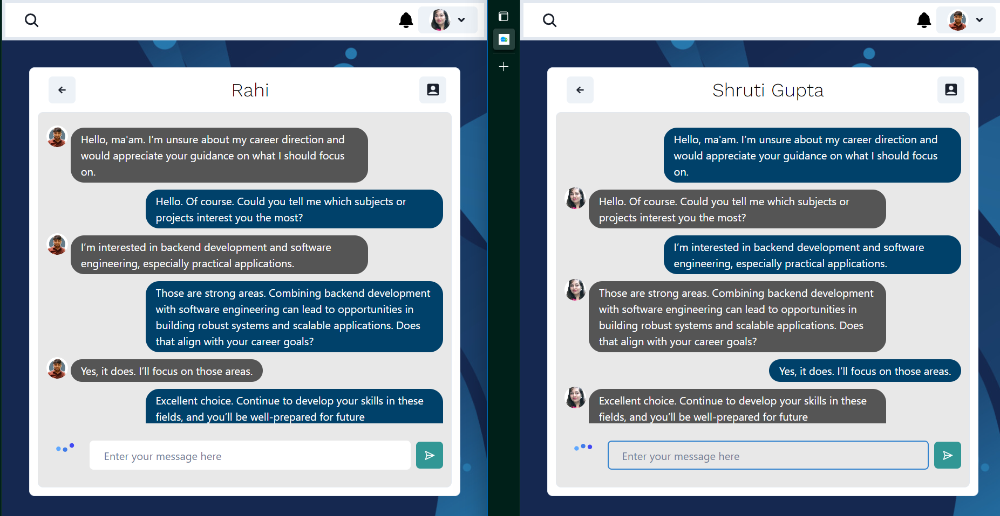 Rahi
Hello, ma'am. I’m unsure about my career direction and
would appreciate your guidance on what I should focus
on.
Hello. Of course. Could you tell me which subjects or
projects interest you the most?
I’m interested in backend development and software
engineering, especially practical applications.
Those are strong areas. Combining backend development
with software engineering can lead to opportunities in
building robust systems and scalable applications. Does
that align with your career goals?
Yes, it does. I’ll focus on those areas.
Excellent choice. Continue to develop your skills in these
fields, and you’ll be well-prepared for future
Enter your message here
Shruti Gupta
Hello, ma'am. I’m unsure about my career direction and
would appreciate your guidance on what I should focus
on.
Hello. Of course. Could you tell me which subjects or
projects interest you the most?
I’m interested in backend development and software
engineering, especially practical applications.
Those are strong areas. Combining backend development
with software engineering can lead to opportunities in
building robust systems and scalable applications. Does
that align with your career goals?
Yes, it does. I’ll focus on those areas.
Excellent choice. Continue to develop your skills in these
fields, and you’ll be well-prepared for future
Enter your message here